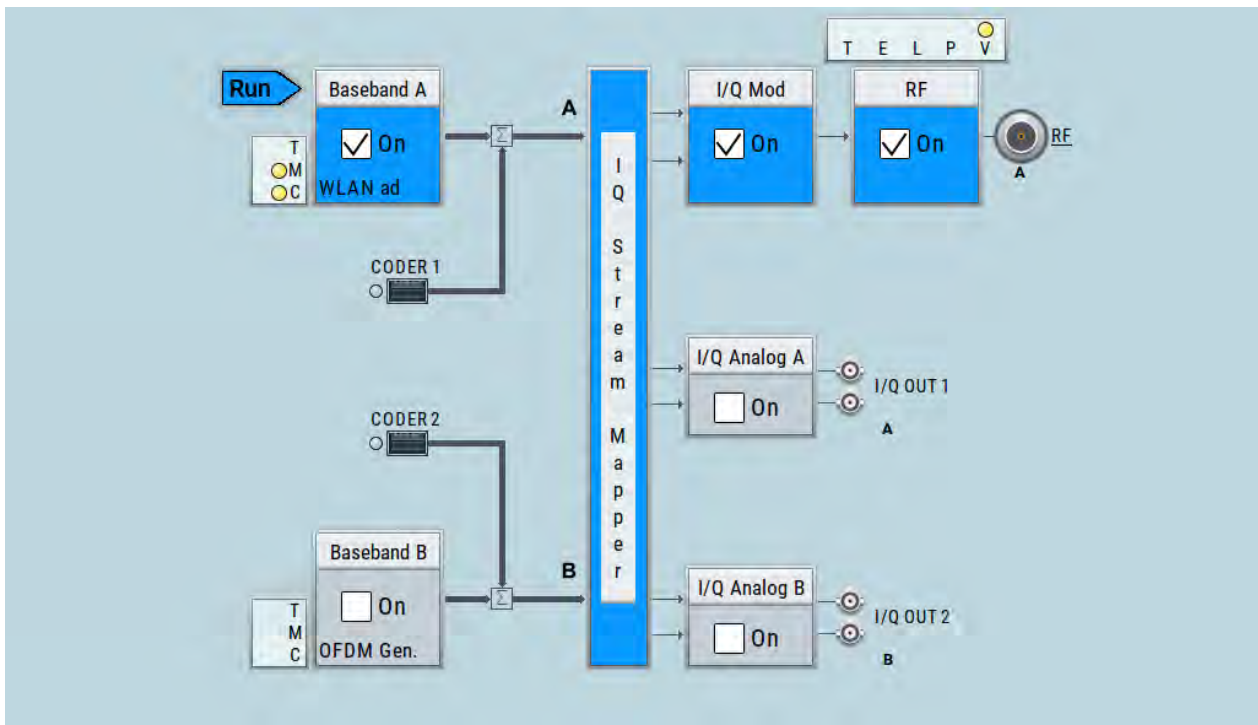 T E L P V
Run
Baseband A
On
WLAN ad
T
M
C
A
I/Q Mod
On
RF
On
RF
A
I
Q
S
t
r
e
a
m
M
a
p
p
e
r
Σ
CODER 1
I/Q Analog A
On
I/Q OUT 1
A
CODER 2
Baseband B
On
OFDM Gen.
T
M
C
Σ
B
I/Q Analog B
On
I/Q OUT 2
B